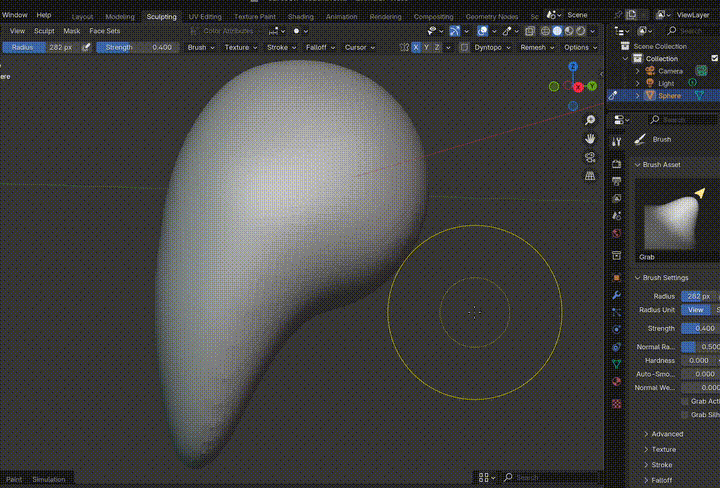 Window Help Layout Modeling Sculpting UV Editing Texture Paint Shading Animation Rendering Compositing Geometry Nodes Sc Scene ViewLayer
View Sculpt Mask Face Sets Color Attributes Search
Radius 282 px Strength 0.400 Brush Texture Stroke Falloff Cursor X Y Z Dyntopo Remesh Options
Scene Collection
Collection
Camera
Light
Sphere
ere
Z
X
Y
Search
Brush
Brush Asset
Grab
Brush Settings
Radius 282 px
Radius Unit View S
Strength 0.400
Normal Ra... 0.500
Hardness 0.000
Auto-Smo... 0.000
Normal We... 0.000
Grab Acti
Grab Silh
Advanced
Texture
Stroke
Falloff
Paint Simulation Search